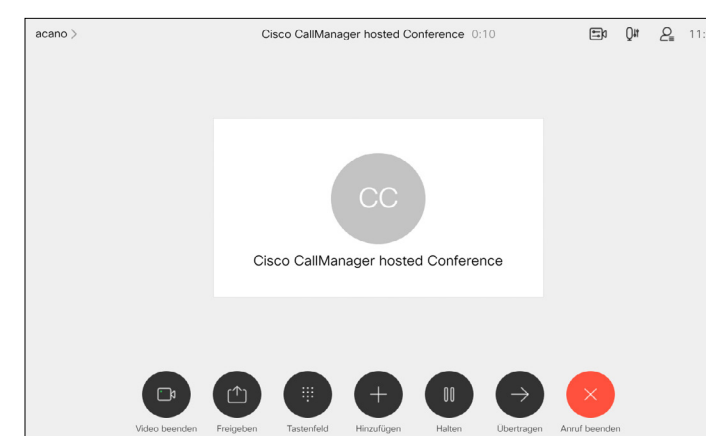 acano > Cisco CallManager hosted Conference 0:10 11:
CC
Cisco CallManager hosted Conference
Video beenden Freigeben Tastenfeld Hinzufügen Halten Übertragen Anruf beenden